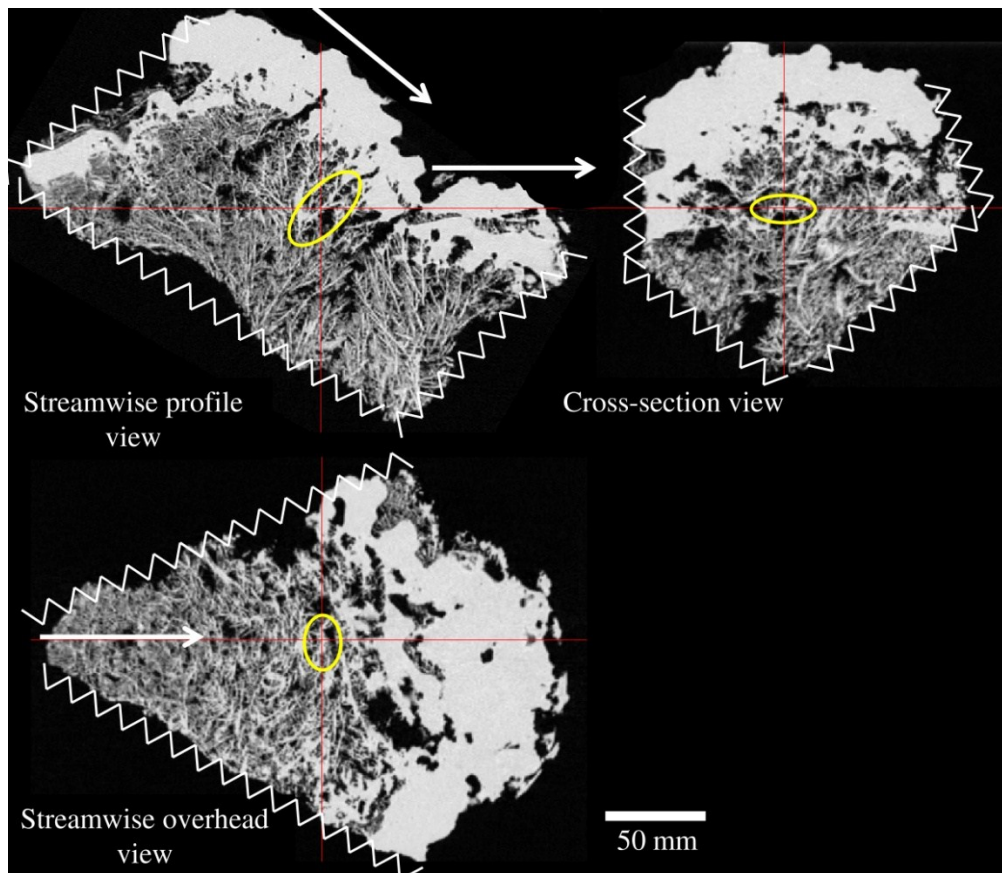 Streamwise profile
view
Cross-section view
Streamwise overhead
view
50 mm